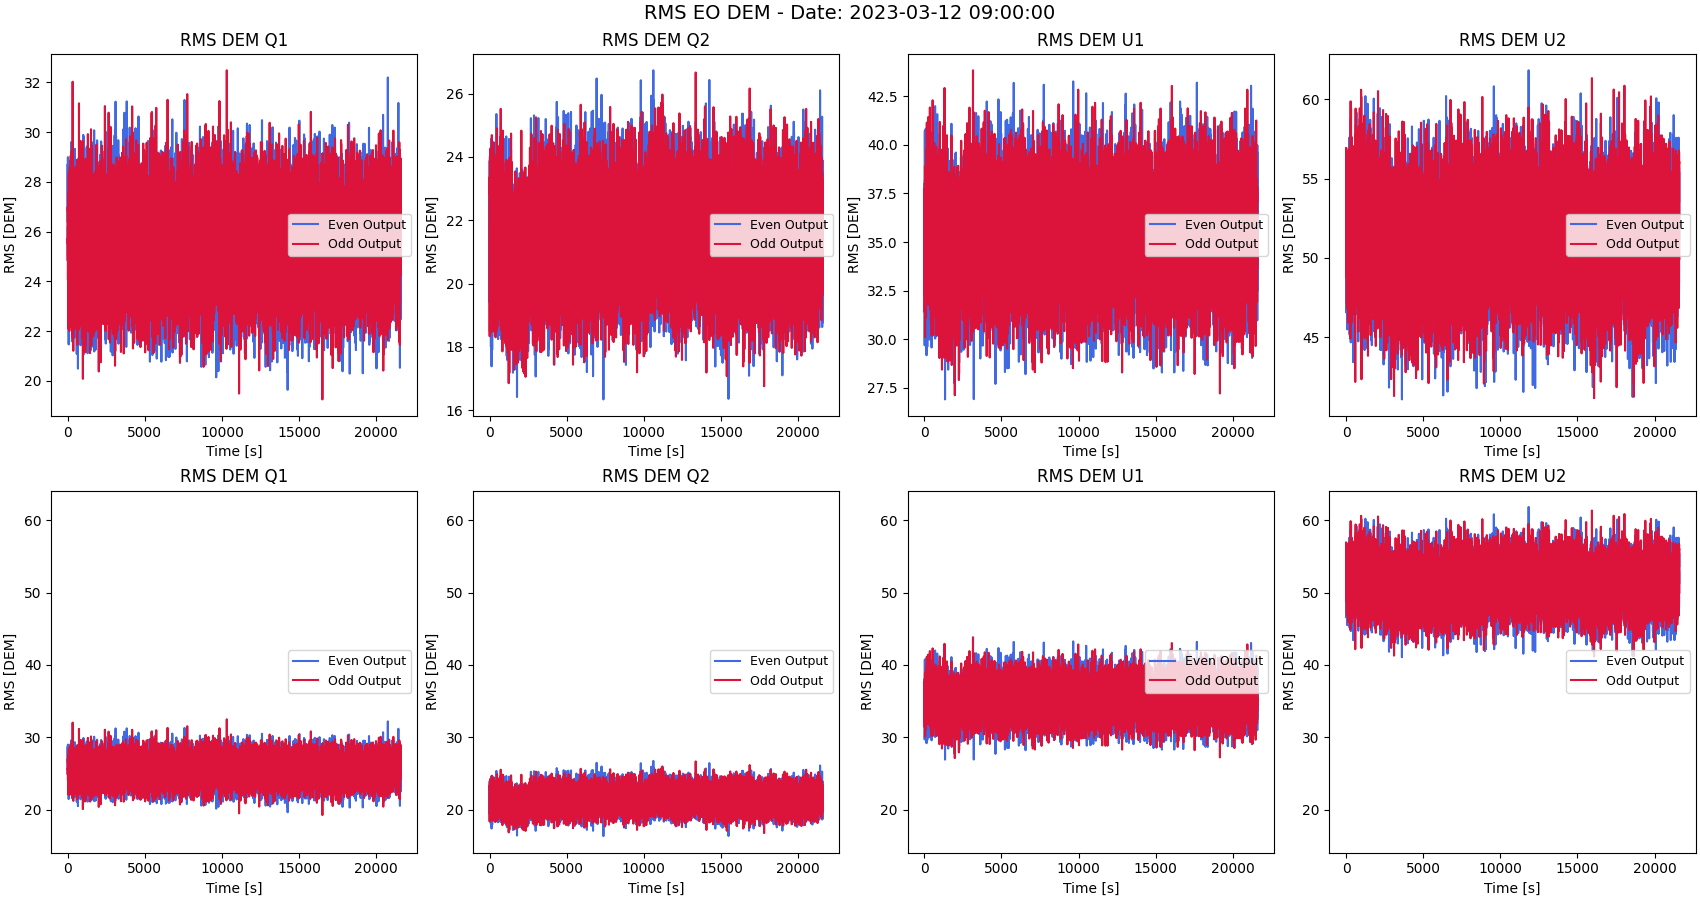 RMS EO DEM - Date: 2023-03-12 09:00:00
RMS DEM Q1
RMS [DEM]
32
30
28
26
24
22
20
Even Output
Odd Output
0 5000 10000 15000 20000
Time [s]
RMS DEM Q2
RMS [DEM]
26
24
22
20
18
16
Even Output
Odd Output
0 5000 10000 15000 20000
Time [s]
RMS DEM U1
RMS [DEM]
42.5
40.0
37.5
35.0
32.5
30.0
27.5
Even Output
Odd Output
0 5000 10000 15000 20000
Time [s]
RMS DEM U2
RMS [DEM]
60
55
50
45
Even Output
Odd Output
0 5000 10000 15000 20000
Time [s]
RMS DEM Q1
RMS [DEM]
60
50
40
30
20
Even Output
Odd Output
0 5000 10000 15000 20000
Time [s]
RMS DEM Q2
RMS [DEM]
60
50
40
30
20
Even Output
Odd Output
0 5000 10000 15000 20000
Time [s]
RMS DEM U1
RMS [DEM]
60
50
40
30
20
Even Output
Odd Output
0 5000 10000 15000 20000
Time [s]
RMS DEM U2
RMS [DEM]
60
50
40
30
20
Even Output
Odd Output
0 5000 10000 15000 20000
Time [s]